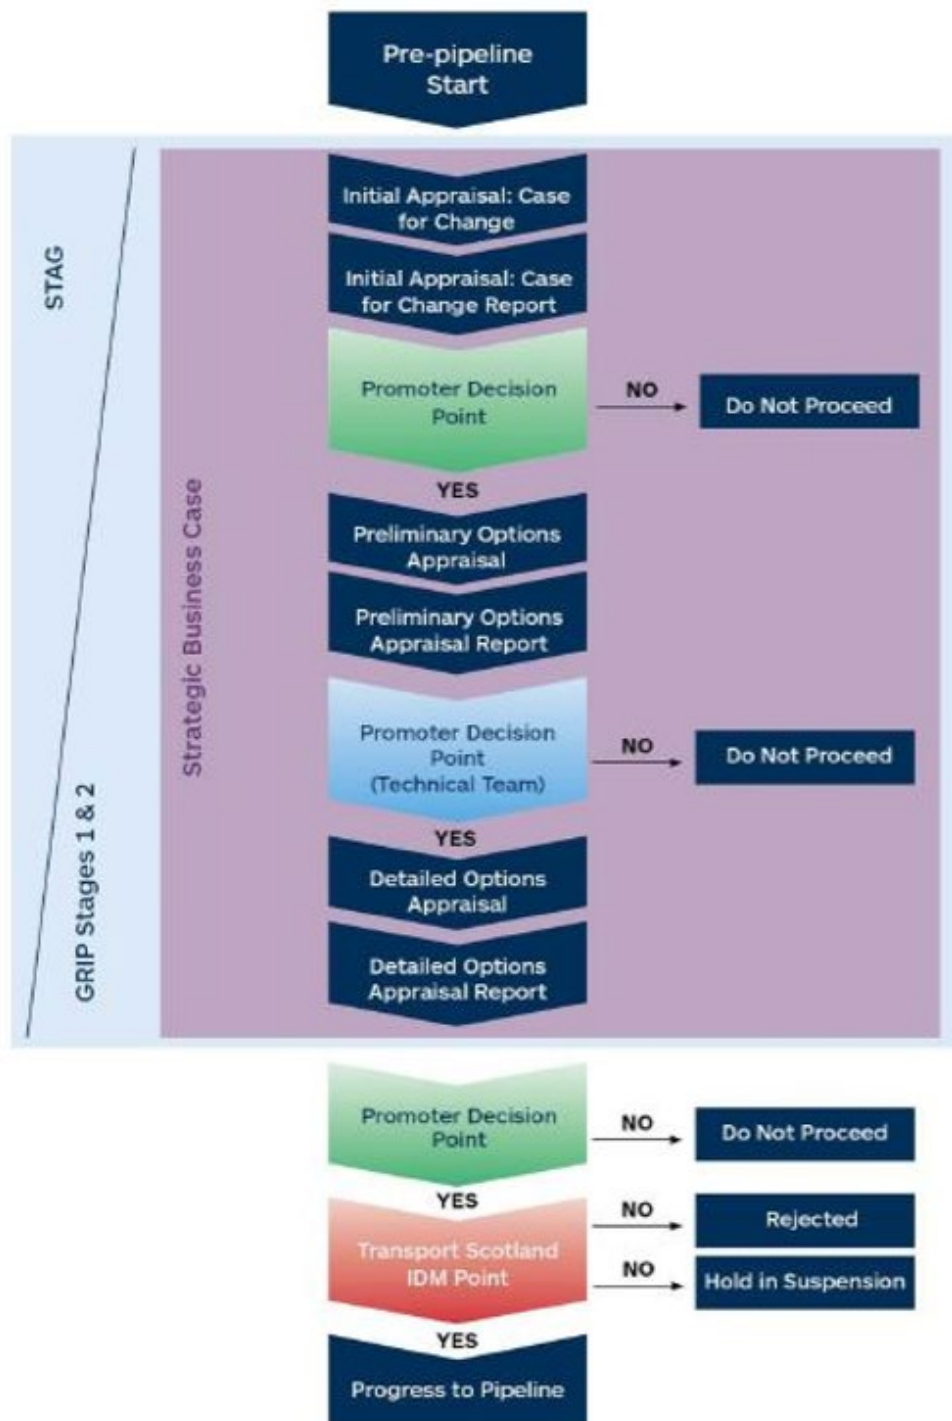 Pre-pipeline
Start
STAG
GRIP Stages 1 & 2
Strategic Business Case
Initial Appraisal: Case
for Change
Initial Appraisal: Case
for Change Report
Promoter Decision
Point
NO
Do Not Proceed
YES
Preliminary Options
Appraisal
Preliminary Options
Appraisal Report
Promoter Decision
Point
(Technical Team)
NO
Do Not Proceed
YES
Detailed Options
Appraisal
Detailed Options
Appraisal Report
Promoter Decision
Point
NO
Do Not Proceed
YES
Transport Scotland
IDM Point
NO
Rejected
NO
Hold in Suspension
YES
Progress to Pipeline